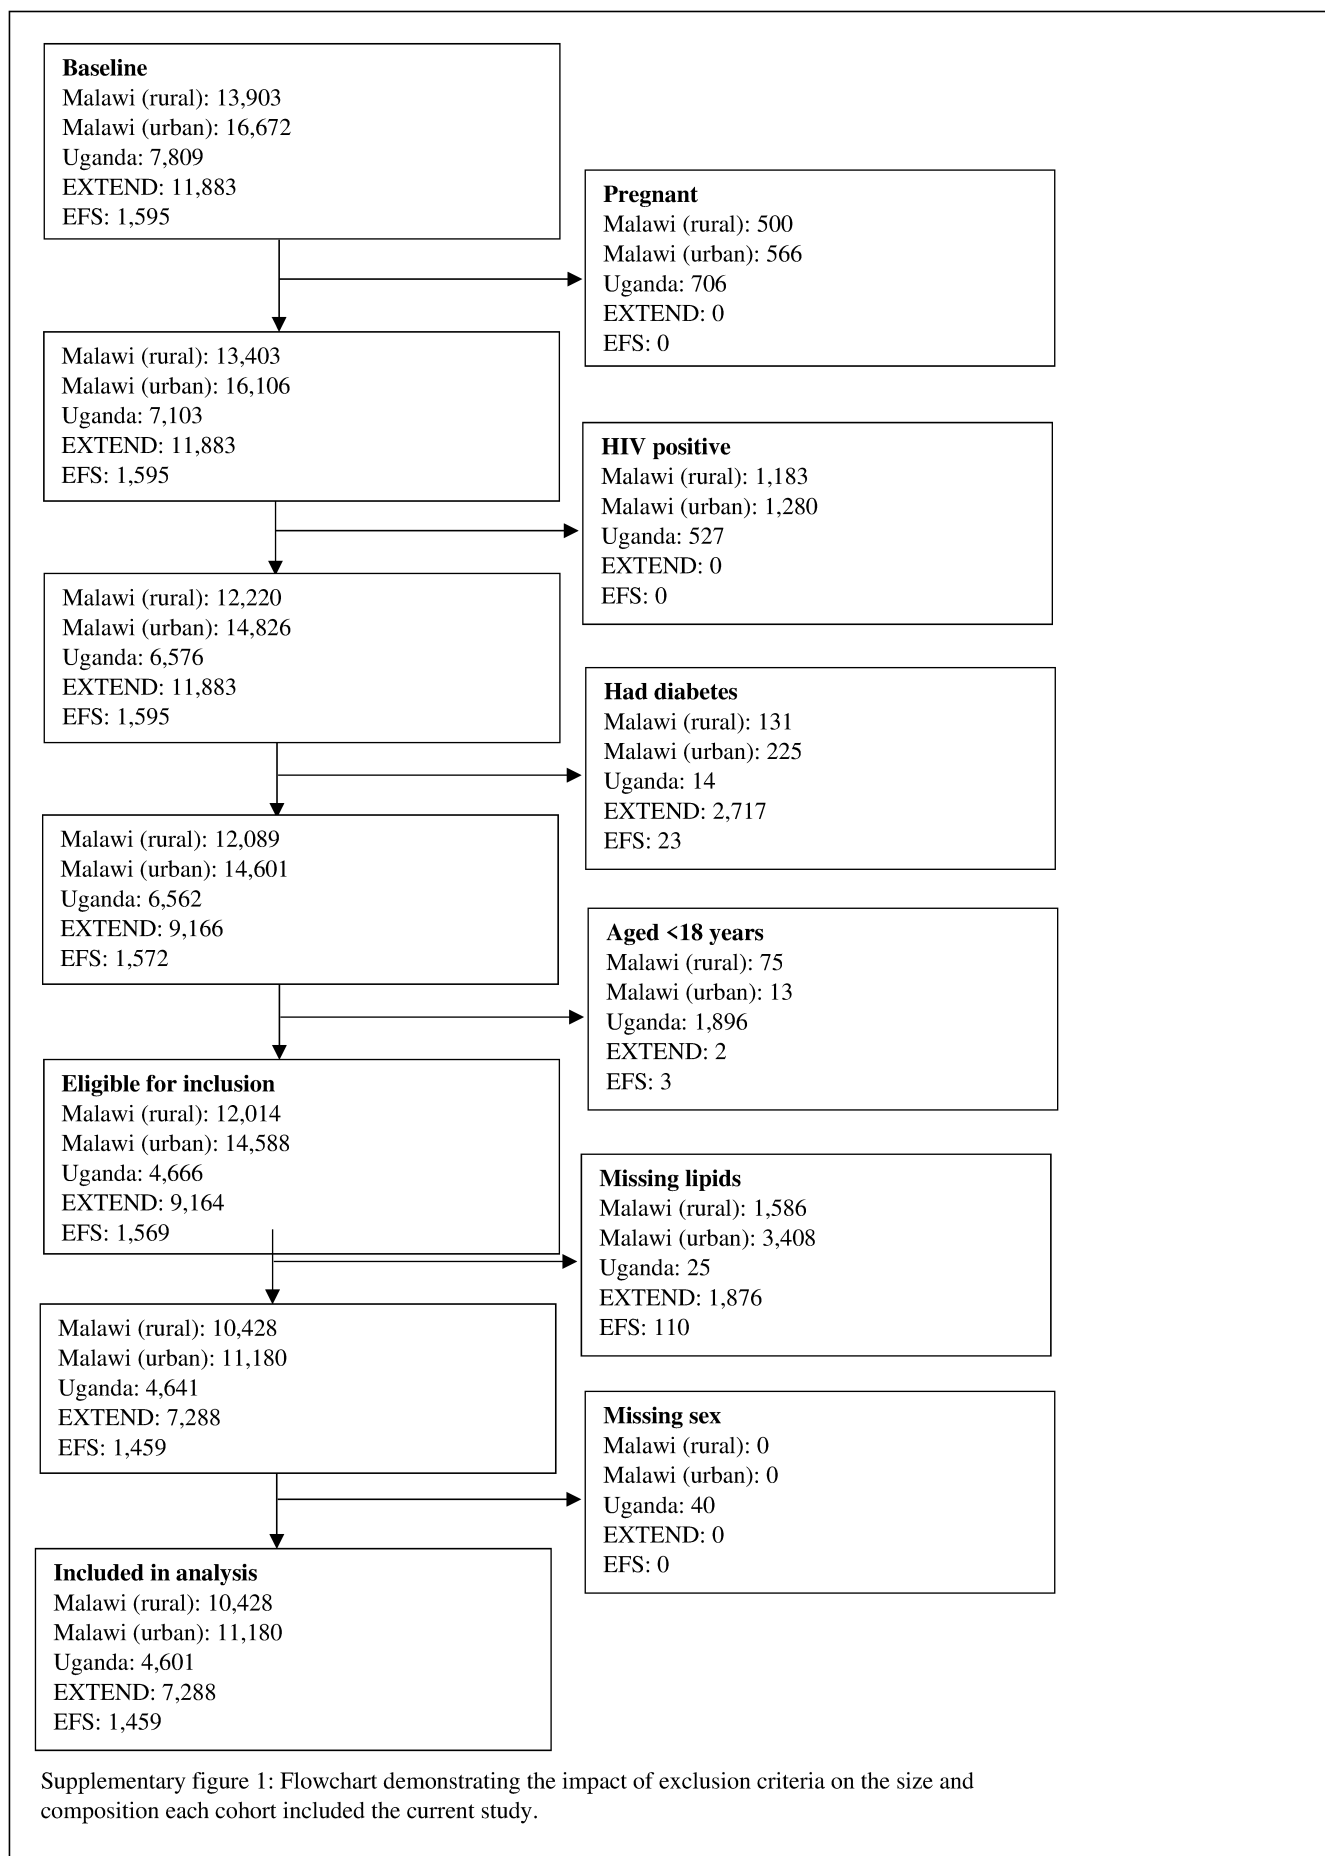 Baseline
Malawi (rural): 13,903
Malawi (urban): 16,672
Uganda: 7,809
EXTEND: 11,883
EFS: 1,595
Pregnant
Malawi (rural): 500
Malawi (urban): 566
Uganda: 706
EXTEND: 0
EFS: 0
Malawi (rural): 13,403
Malawi (urban): 16,106
Uganda: 7,103
EXTEND: 11,883
EFS: 1,595
HIV positive
Malawi (rural): 1,183
Malawi (urban): 1,280
Uganda: 527
EXTEND: 0
EFS: 0
Malawi (rural): 12,220
Malawi (urban): 14,826
Uganda: 6,576
EXTEND: 11,883
EFS: 1,595
Had diabetes
Malawi (rural): 131
Malawi (urban): 225
Uganda: 14
EXTEND: 2,717
EFS: 23
Malawi (rural): 12,089
Malawi (urban): 14,601
Uganda: 6,562
EXTEND: 9,166
EFS: 1,572
Aged <18 years
Malawi (rural): 75
Malawi (urban): 13
Uganda: 1,896
EXTEND: 2
EFS: 3
Eligible for inclusion
Malawi (rural): 12,014
Malawi (urban): 14,588
Uganda: 4,666
EXTEND: 9,164
EFS: 1,569
Missing lipids
Malawi (rural): 1,586
Malawi (urban): 3,408
Uganda: 25
EXTEND: 1,876
EFS: 110
Malawi (rural): 10,428
Malawi (urban): 11,180
Uganda: 4,641
EXTEND: 7,288
EFS: 1,459
Missing sex
Malawi (rural): 0
Malawi (urban): 0
Uganda: 40
EXTEND: 0
EFS: 0
Included in analysis
Malawi (rural): 10,428
Malawi (urban): 11,180
Uganda: 4,601
EXTEND: 7,288
EFS: 1,459
Supplementary figure 1: Flowchart demonstrating the impact of exclusion criteria on the size and
composition each cohort included the current study.